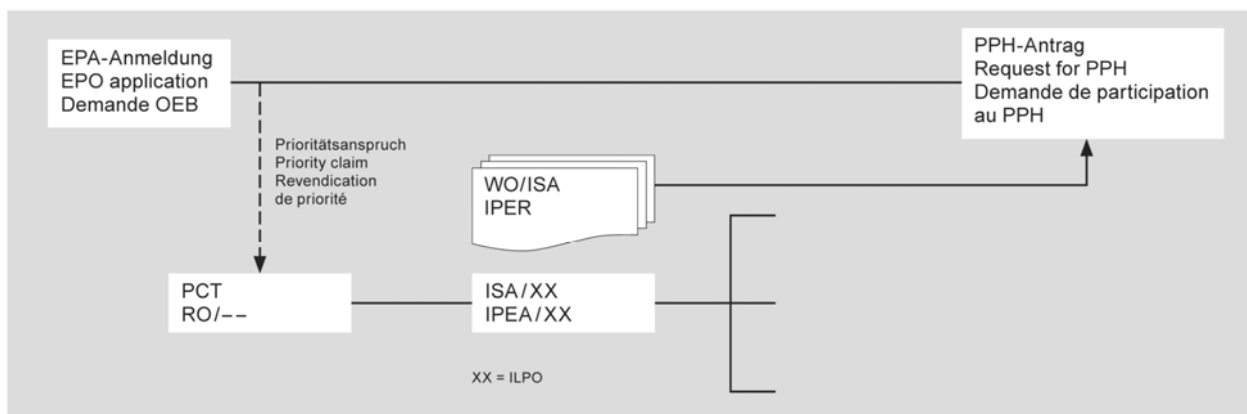 EPA-Anmeldung
EPO application
Demande OEB
PPH-Antrag
Request for PPH
Demande de participation
au PPH
Prioritätsanspruch
Priority claim
Revendication
de priorité
WO/ISA
IPER
PCT
RO/--
ISA/XX
IPEA/XX
XX = ILPO